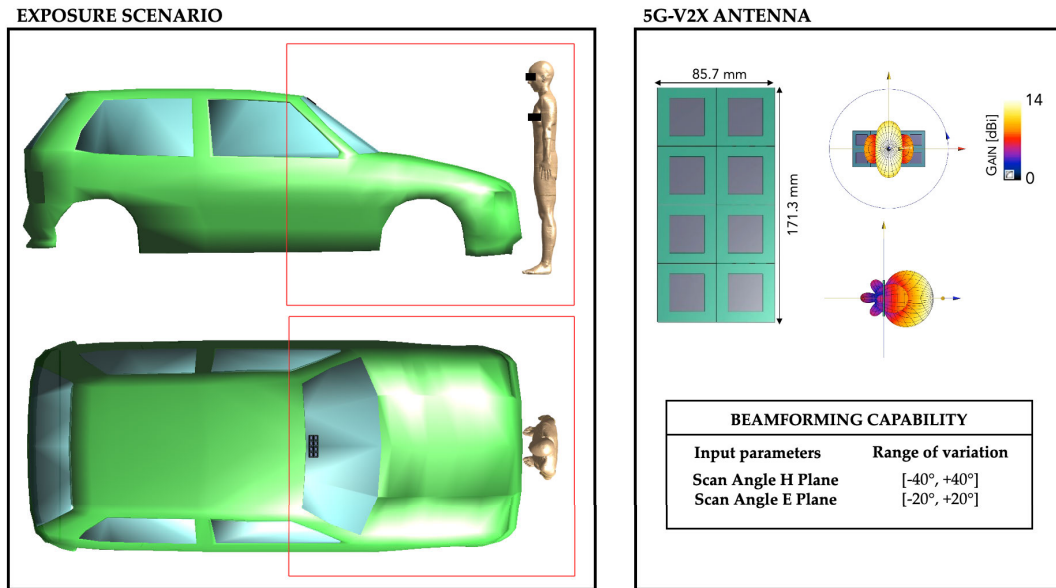 EXPOSURE SCENARIO
5G-V2X ANTENNA
85.7 mm
171.3 mm
14
GAIN [dBi]
0
BEAMFORMING CAPABILITY
Input parameters Range of variation
Scan Angle H Plane [-40°, +40°]
Scan Angle E Plane [-20°, +20°]